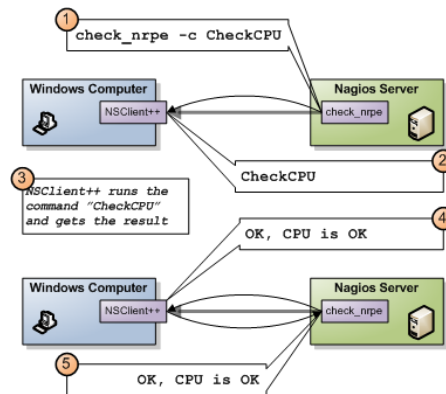 1
check_nrpe -c CheckCPU
Windows Computer
Nagios Server
NSClient++
check_nrpe
2
CheckCPU
3
NSClient++ runs the
command "CheckCPU"
and gets the result
4
OK, CPU is OK
Windows Computer
Nagios Server
NSClient++
check_nrpe
5
OK, CPU is OK